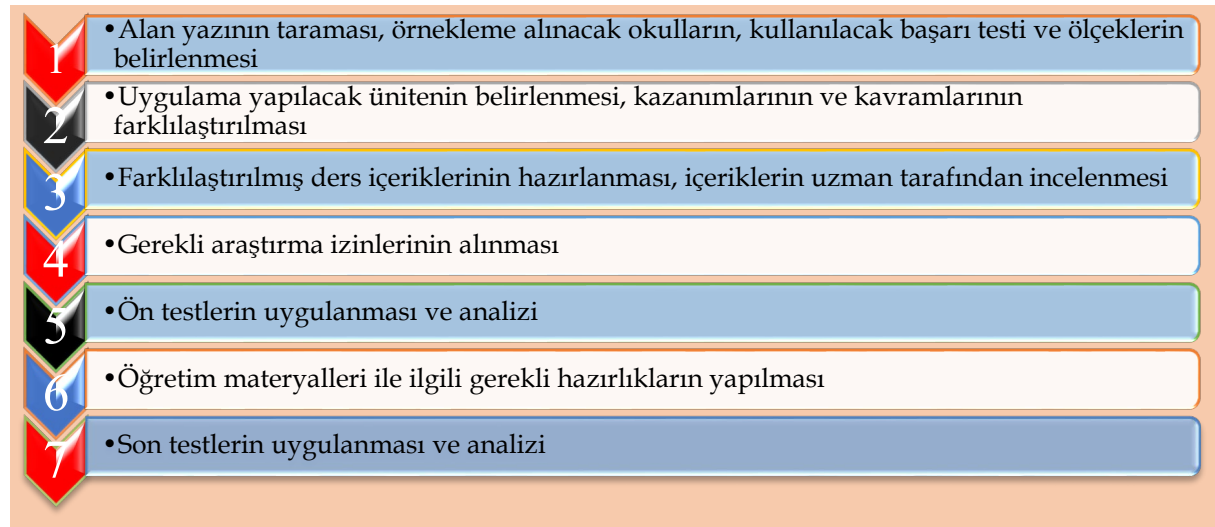 1
•Alan yazının taraması, örnekleme alınacak okulların, kullanılacak başarı testi ve ölçeklerin
belirlenmesi
2
•Uygulama yapılacak ünitenin belirlenmesi, kazanımlarının ve kavramlarının
farklılaştırılması
3
•Farklılaştırılmış ders içeriklerinin hazırlanması, içeriklerin uzman tarafından incelenmesi
4
•Gerekli araştırma izinlerinin alınması
5
•Ön testlerin uygulanması ve analizi
6
•Öğretim materyalleri ile ilgili gerekli hazırlıkların yapılması
7
•Son testlerin uygulanması ve analizi